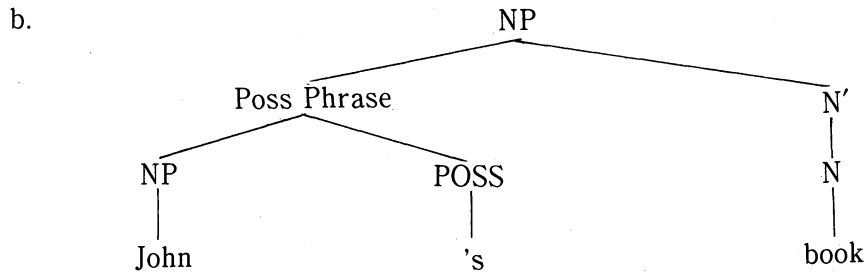 b. NP
Poss Phrase N′
NP POSS N
John 's book